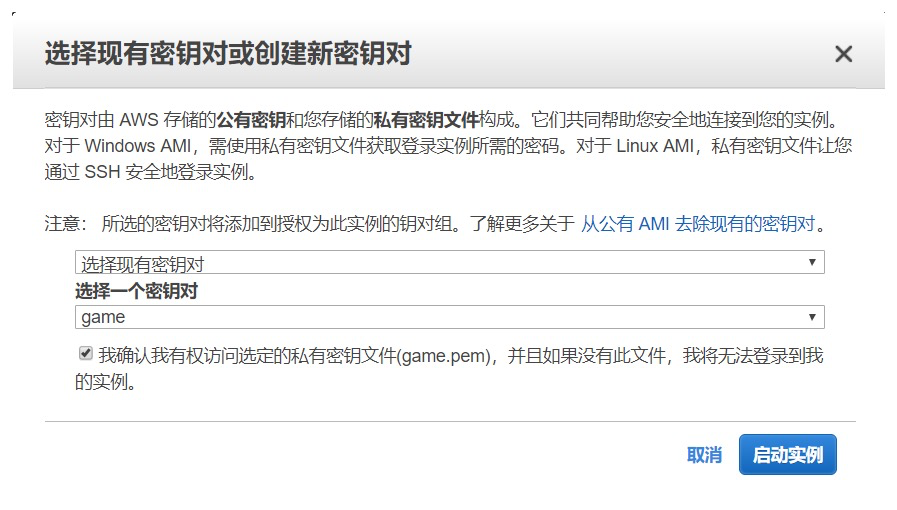 选择现有密钥对或创建新密钥对
密钥对由 AWS 存储的公有密钥和您存储的私有密钥文件构成。它们共同帮助您安全地连接到您的实例。
对于 Windows AMI，需使用私有密钥文件获取登录实例所需的密码。对于 Linux AMI，私有密钥文件让您
通过 SSH 安全地登录实例。
注意： 所选的密钥对将添加到授权为此实例的钥对组。了解更多关于 从公有 AMI 去除现有的密钥对。
选择现有密钥对
选择一个密钥对
game
我确认我有权访问选定的私有密钥文件(game.pem)，并且如果没有此文件，我将无法登录到我
的实例。
取消 启动实例